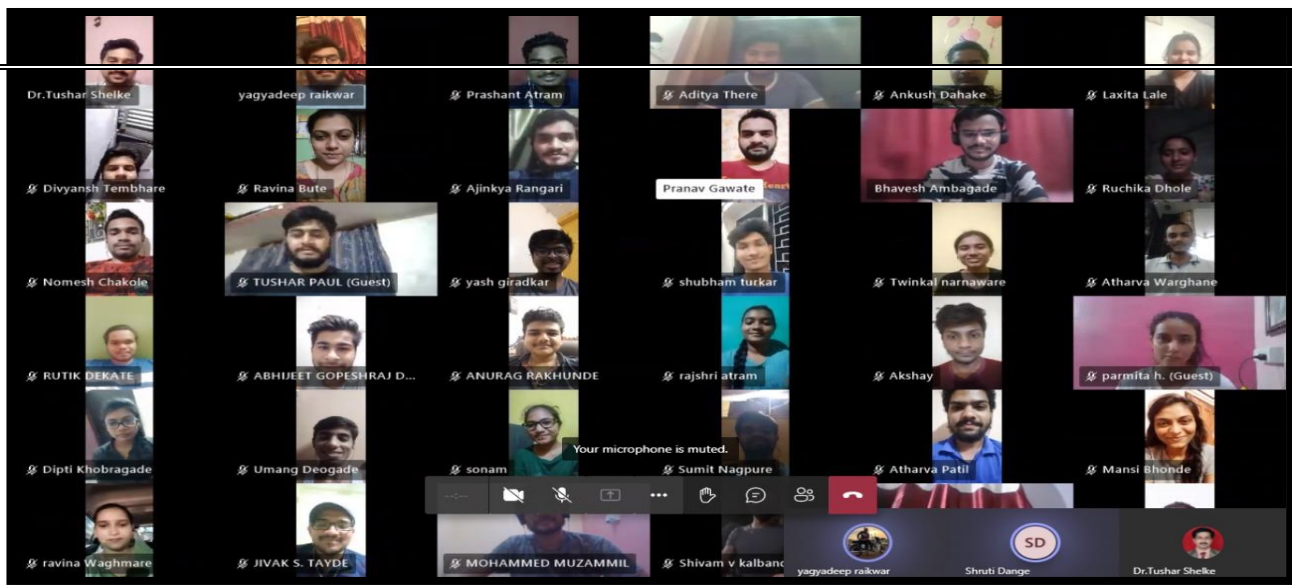 Dr.Tushar Shelke
yagyadeep raikwar
Prashant Atram
Aditya There
Ankush Dahake
Laxita Lale
Divyansh Tembhare
Ravina Bute
Ajinkya Rangari
Pranav Gawate
Bhavesh Ambagade
Ruchika Dhole
Nomesh Chakole
TUSHAR PAUL (Guest)
yash giradkar
shubham turkar
Twinkal narnaware
Atharva Warghane
RUTIK DEKATE
ABHIJEET GOPESHRAJ D...
ANURAG RAKHUNDE
rajshri atram
Akshay
parmita h. (Guest)
Dipti Khobragade
Umang Deogade
sonam
Your microphone is muted.
Sumit Nagpure
Atharva Patil
Mansi Bhonde
--:--
ravina Waghmare
JIVAK S. TAYDE
MOHAMMED MUZAMMIL
Shivam v kalband
yagyadeep raikwar
SD
Shruti Dange
Dr.Tushar Shelke